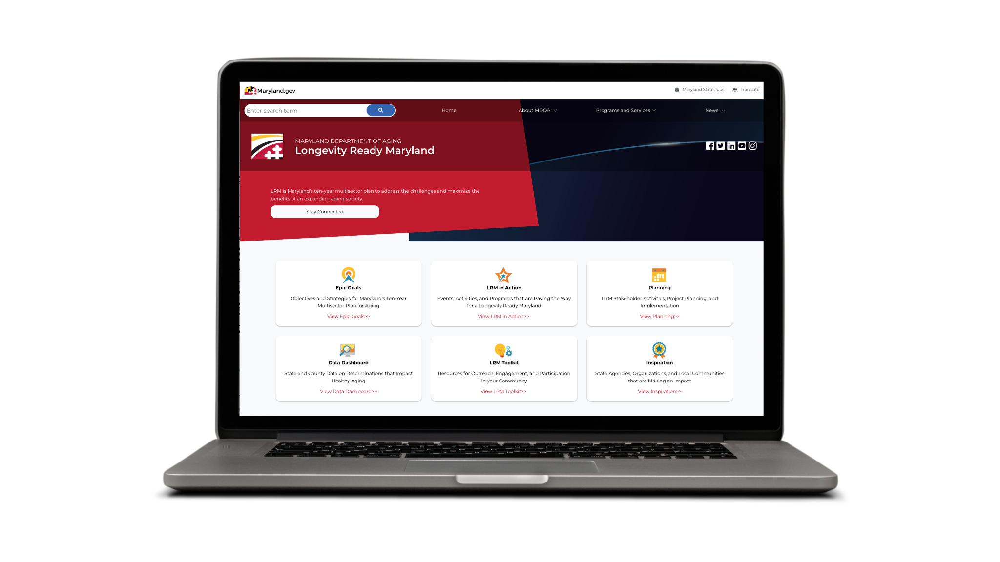 Maryland.gov
Maryland State Jobs
Translate
Enter search term
Home
About MDOA
Programs and Services
News
MARYLAND DEPARTMENT OF AGING
Longevity Ready Maryland
LRM is Maryland's ten-year multisector plan to address the challenges and maximize the
benefits of an expanding aging society.
Stay Connected
Epic Goals
Objectives and Strategies for Maryland's Ten-Year
Multisector Plan for Aging
View Epic Goals>>
LRM in Action
Events, Activities, and Programs that are Paving the Way
for a Longevity Ready Maryland
View LRM in Action>>
Planning
LRM Stakeholder Activities, Project Planning, and
Implementation
View Planning>>
Data Dashboard
State and County Data on Determinations that Impact
Healthy Aging
View Data Dashboard>>
LRM Toolkit
Resources for Outreach, Engagement, and Participation
in your Community
View LRM Toolkit>>
Inspiration
State Agencies, Organizations, and Local Communities
that are Making an Impact
View Inspiration>>